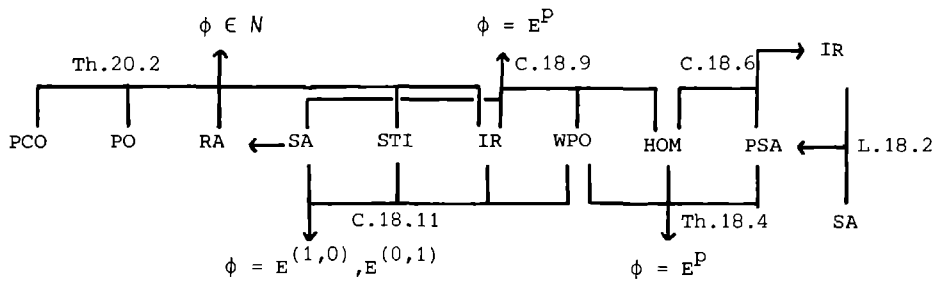 ϕ ∈ N
ϕ = E^p
Th.20.2
C.18.9
C.18.6
IR
PCO PO RA SA STI IR WPO HOM PSA L.18.2
C.18.11
Th.18.4
SA
ϕ = E^(1,0), E^(0,1)
ϕ = E^p